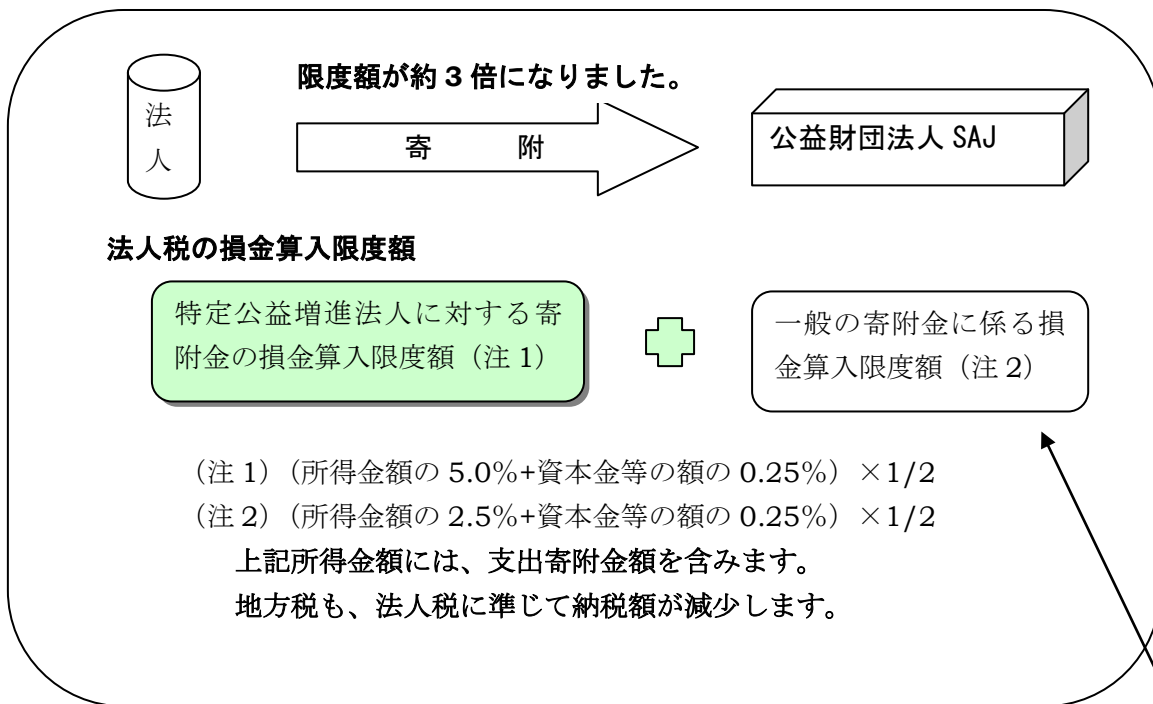 限度額が約3倍になりました。
法
人
寄 附
公益財団法人 SAJ
法人税の損金算入限度額
特定公益増進法人に対する寄
附金の損金算入限度額（注1）
一般の寄附金に係る損
金算入限度額（注2）
（注1）（所得金額の 5.0%+資本金等の額の 0.25%）×1/2
（注2）（所得金額の 2.5%+資本金等の額の 0.25%）×1/2
上記所得金額には、支出寄附金額を含みます。
地方税も、法人税に準じて納税額が減少します。